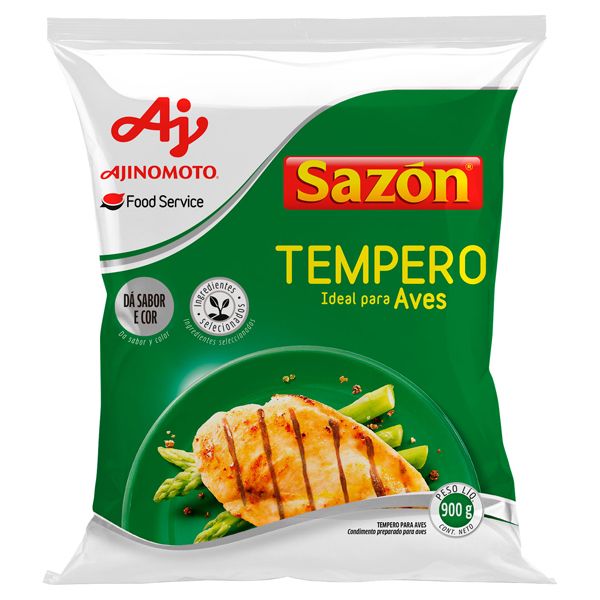 Aj
AJINOMOTO.
Food Service
Sazón®
TEMPERO
Ideal para Aves
DÁ SABOR
E COR
Da sabor y color
Ingredientes
selecionados
Ingredientes seleccionados
PESO LÍQ.
900 g
CONT. NETO
TEMPERO PARA AVES
Condimento preparado para aves